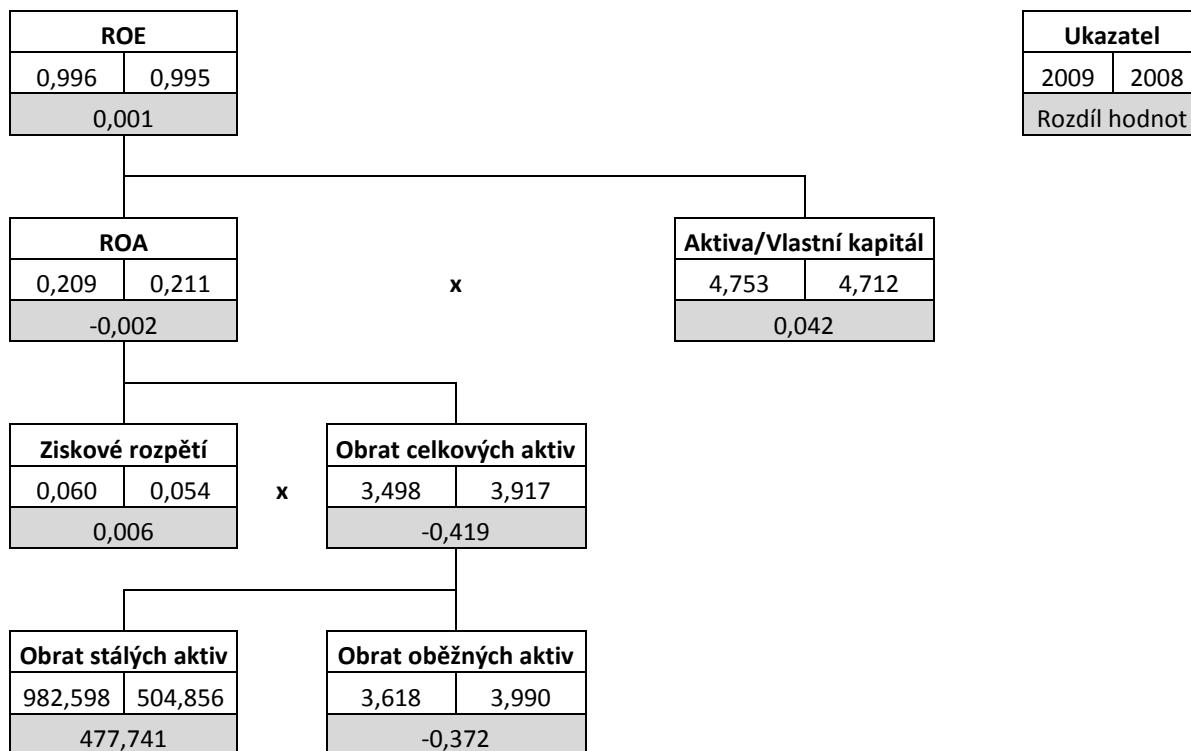 ROE
0,996 0,995
0,001
Ukazatel
2009 2008
Rozdíl hodnot
ROA
0,209 0,211
-0,002
x
Aktiva/Vlastní kapitál
4,753 4,712
0,042
Ziskové rozpětí
0,060 0,054
0,006
x
Obrat celkových aktiv
3,498 3,917
-0,419
Obrat stálých aktiv
982,598 504,856
477,741
Obrat oběžných aktiv
3,618 3,990
-0,372